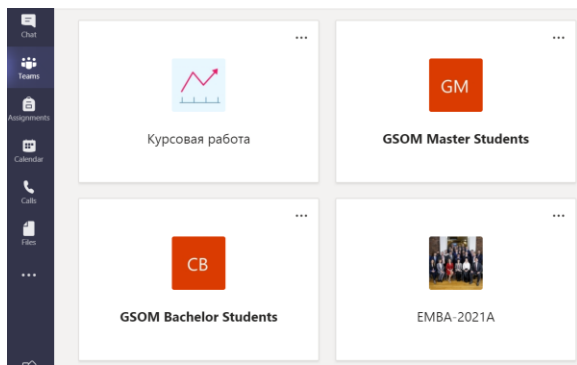 Chat
Teams
Assignments
Calendar
Calls
Files
...
...
Курсовая работа
...
GM
GSOM Master Students
...
CB
GSOM Bachelor Students
...
EMBA-2021A